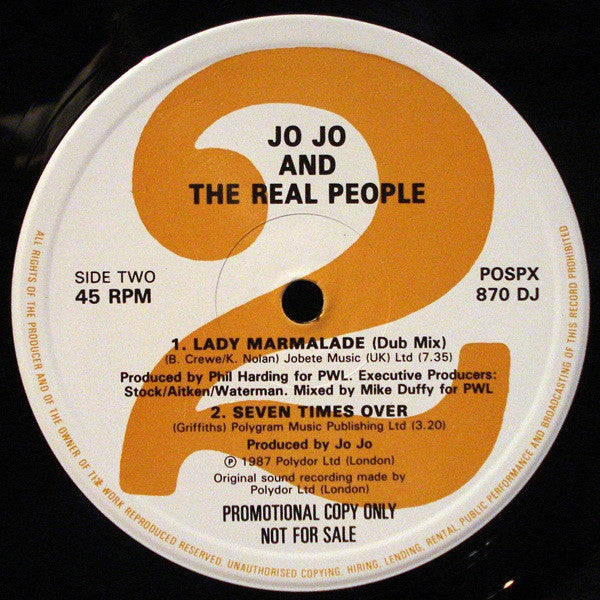 2
JO JO
AND
THE REAL PEOPLE
SIDE TWO
45 RPM
POSPX
870 DJ
1. LADY MARMALADE (Dub Mix)
(B. Crewe/K. Nolan) Jobete Music (UK) Ltd (7.35)
Produced by Phil Harding for PWL. Executive Producers:
Stock/Aitken/Waterman. Mixed by Mike Duffy for PWL
2. SEVEN TIMES OVER
(Griffiths) Polygram Music Publishing Ltd (3.20)
Produced by Jo Jo
℗ 1987 Polydor Ltd (London)
Original sound recording made by
Polydor Ltd (London)
PROMOTIONAL COPY ONLY
NOT FOR SALE
ALL RIGHTS OF THE PRODUCER AND OF THE OWNER OF THE WORK REPRODUCED RESERVED. UNAUTHORISED COPYING, HIRING, LENDING, RENTAL, PUBLIC PERFORMANCE AND BROADCASTING OF THIS RECORD PROHIBITED